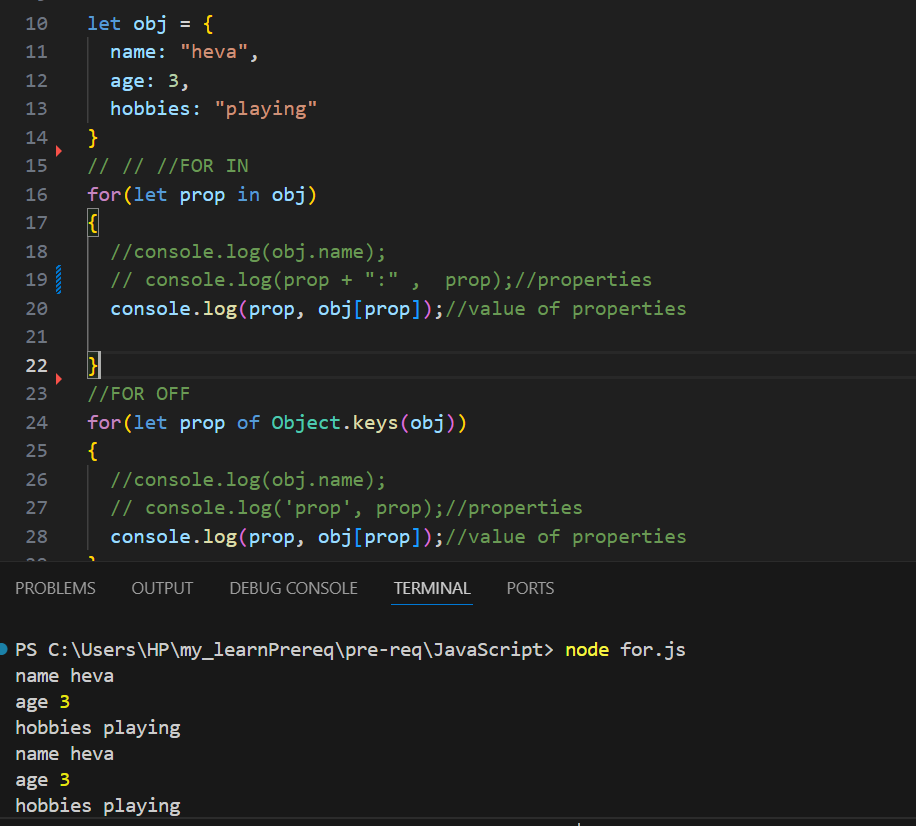 10 let obj = {
11 name: "heva",
12 age: 3,
13 hobbies: "playing"
14 }
15 // // //FOR IN
16 for(let prop in obj)
17 {
18 //console.log(obj.name);
19 // console.log(prop + ":" ,  prop);//properties
20 console.log(prop, obj[prop]);//value of properties
21
22 }
23 //FOR OFF
24 for(let prop of Object.keys(obj))
25 {
26 //console.log(obj.name);
27 // console.log('prop', prop);//properties
28 console.log(prop, obj[prop]);//value of properties
PROBLEMS OUTPUT DEBUG CONSOLE TERMINAL PORTS
PS C:\Users\HP\my_learnPrereq\pre-req\JavaScript> node for.js
name heva
age 3
hobbies playing
name heva
age 3
hobbies playing